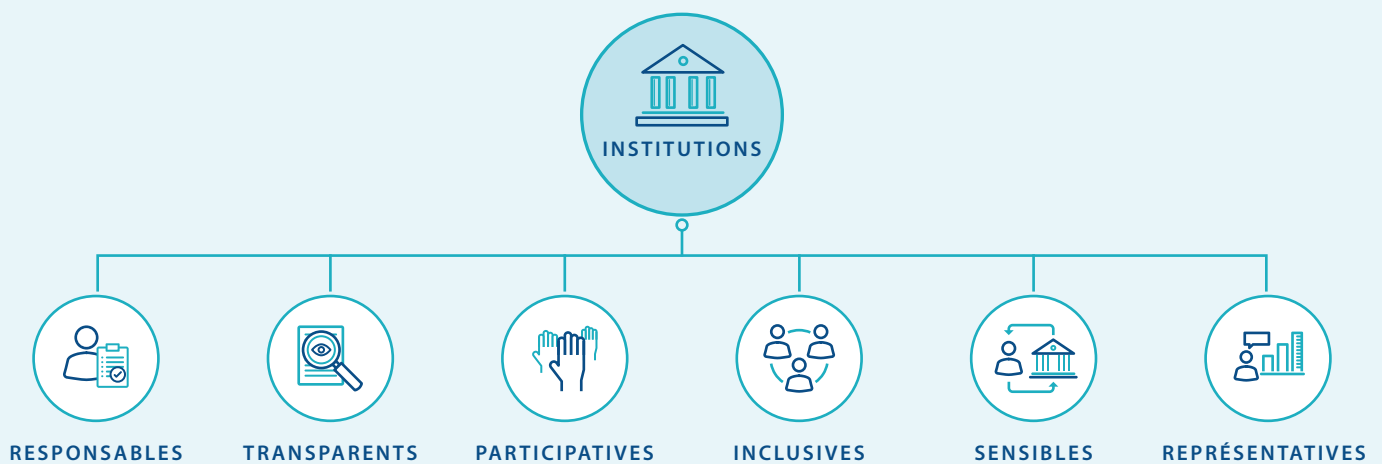 INSTITUTIONS
RESPONSABLES
TRANSPARENTS
PARTICIPATIVES
INCLUSIVES
SENSIBLES
REPRÉSENTATIVES